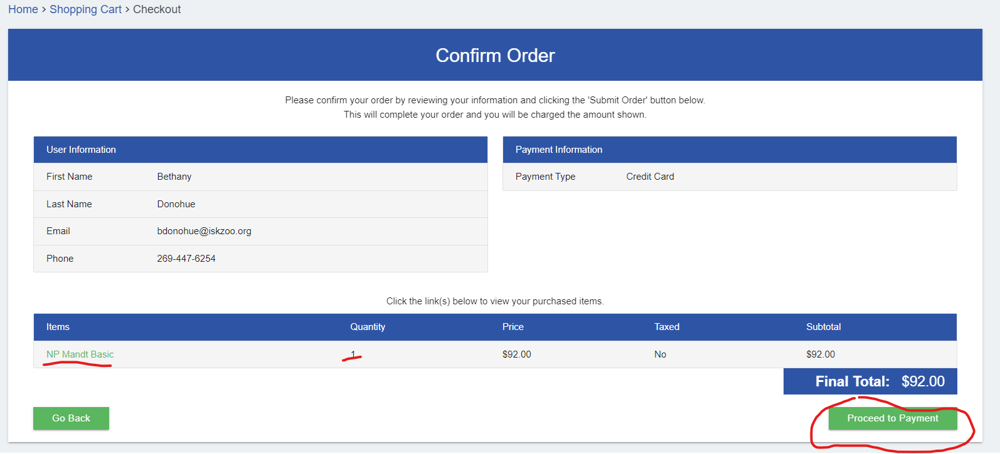 Home › Shopping Cart › Checkout
Confirm Order
Please confirm your order by reviewing your information and clicking the 'Submit Order' button below.
This will complete your order and you will be charged the amount shown.
User Information
First Name Bethany
Last Name Donohue
Email bdonohue@iskzoo.org
Phone 269-447-6254
Payment Information
Payment Type Credit Card
Click the link(s) below to view your purchased items.
Items Quantity Price Taxed Subtotal
NP Mandt Basic 1 $92.00 No $92.00
Final Total: $92.00
Go Back Proceed to Payment